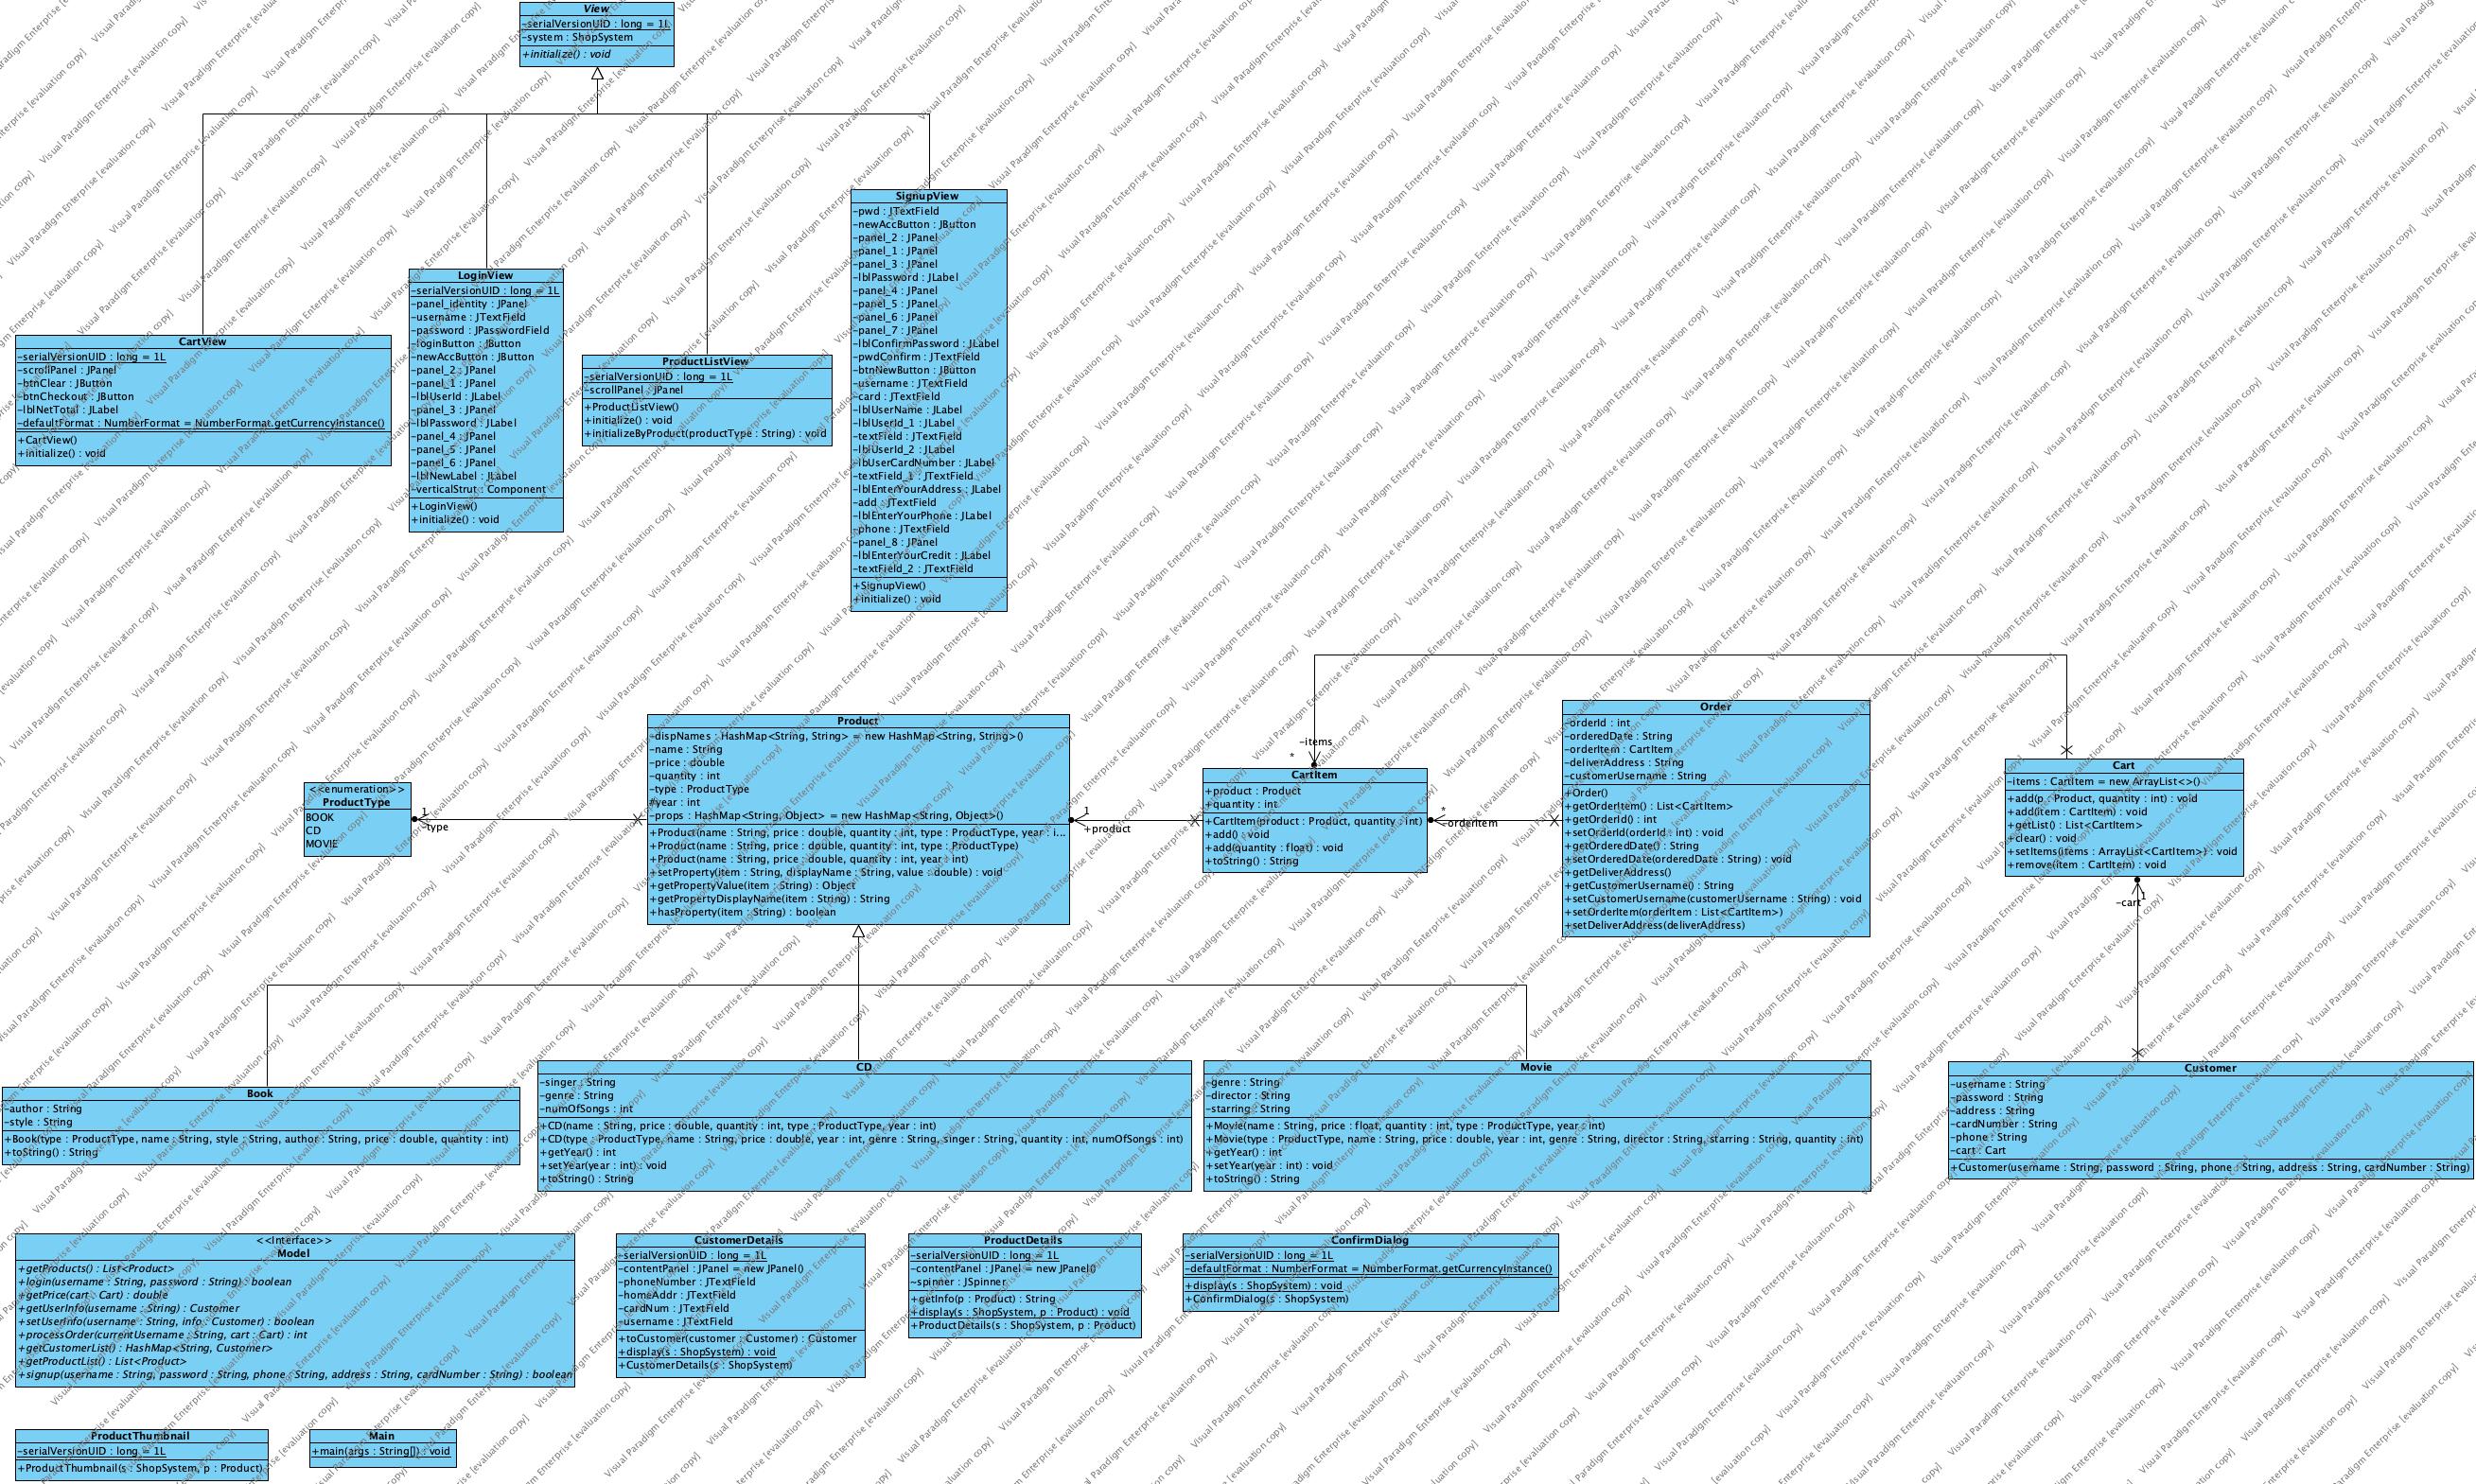 View
-serialVersionUID : long = 1L
-system : ShopSystem
+initialize() : void
SignupView
-pwd : JTextField
-newAccButton : JButton
-panel_2 : JPanel
-panel_1 : JPanel
-panel_3 : JPanel
-lblPassword : JLabel
-panel_4 : JPanel
-panel_5 : JPanel
-panel_6 : JPanel
-panel_7 : JPanel
-lblConfirmPassword : JLabel
-pwdConfirm : JTextField
-btnNewButton : JButton
-username : JTextField
-card : JTextField
-lblUserName : JLabel
-lblUserId_1 : JLabel
-textField : JTextField
-lblUserId_2 : JLabel
-lblUserCardNumber : JLabel
-textField_1 : JTextField
-lblEnterYourAddress : JLabel
-add : JTextField
-lblEnterYourPhone : JLabel
-phone : JTextField
-panel_8 : JPanel
-lblEnterYourCredit : JLabel
-textField_2 : JTextField
+SignupView()
+initialize() : void
LoginView
-serialVersionUID : long = 1L
-panel_identity : JPanel
-username : JTextField
-password : JPasswordField
-loginButton : JButton
-newAccButton : JButton
-panel_2 : JPanel
-panel_1 : JPanel
-lblUserId : JLabel
-panel_3 : JPanel
-lblPassword : JLabel
-panel_4 : JPanel
-panel_5 : JPanel
-panel_6 : JPanel
-lblNewLabel : JLabel
-verticalStrut : Component
+LoginView()
+initialize() : void
CartView
-serialVersionUID : long = 1L
-scrollPanel : JPanel
-btnClear : JButton
-btnCheckout : JButton
-lblNetTotal : JLabel
-defaultFormat : NumberFormat = NumberFormat.getCurrencyInstance()
+CartView()
+initialize() : void
ProductListView
-serialVersionUID : long = 1L
-scrollPanel : JPanel
+ProductListView()
+initialize() : void
+initializeByProduct(productType : String) : void
<<enumeration>>
ProductType
BOOK
CD
MOVIE
1
-type
Product
-dispNames : HashMap<String, String> = new HashMap<String, String>()
-name : String
-price : double
-quantity : int
-type : ProductType
#year : int
-props : HashMap<String, Object> = new HashMap<String, Object>()
+Product(name : String, price : double, quantity : int, type : ProductType, year : i...
+Product(name : String, price : double, quantity : int, type : ProductType)
+Product(name : String, price : double, quantity : int, year : int)
+setProperty(item : String, displayName : String, value : double) : void
+getPropertyValue(item : String) : Object
+getPropertyDisplayName(item : String) : String
+hasProperty(item : String) : boolean
1
+product
-items
*
CartItem
+product : Product
+quantity : int
+CartItem(product : Product, quantity : int)
+add() : void
+add(quantity : float) : void
+toString() : String
*
-orderItem
Order
-orderId : int
-orderedDate : String
-orderItem : CartItem
-deliverAddress : String
-customerUsername : String
+Order()
+getOrderItem() : List<CartItem>
+getOrderId() : int
+setOrderId(orderId : int) : void
+getOrderedDate() : String
+setOrderedDate(orderedDate : String) : void
+getDeliverAddress()
+getCustomerUsername() : String
+setCustomerUsername(customerUsername : String) : void
+setOrderItem(orderItem : List<CartItem>)
+setDeliverAddress(deliverAddress)
Cart
-items : CartItem = new ArrayList<>()
+add(p : Product, quantity : int) : void
+add(item : CartItem) : void
+getList() : List<CartItem>
+clear() : void
+setItems(items : ArrayList<CartItem>) : void
+remove(item : CartItem) : void
-cart
1
Book
-author : String
-style : String
+Book(type : ProductType, name : String, style : String, author : String, price : double, quantity : int)
+toString() : String
CD
-singer : String
-genre : String
-numOfSongs : int
+CD(name : String, price : double, quantity : int, type : ProductType, year : int)
+CD(type : ProductType, name : String, price : double, year : int, genre : String, singer : String, quantity : int, numOfSongs : int)
+getYear() : int
+setYear(year : int) : void
+toString() : String
Movie
-genre : String
-director : String
-starring : String
+Movie(name : String, price : float, quantity : int, type : ProductType, year : int)
+Movie(type : ProductType, name : String, price : double, year : int, genre : String, director : String, starring : String, quantity : int)
+getYear() : int
+setYear(year : int) : void
+toString() : String
Customer
-username : String
-password : String
-address : String
-cardNumber : String
-phone : String
-cart : Cart
+Customer(username : String, password : String, phone : String, address : String, cardNumber : String)
<<Interface>>
Model
+getProducts() : List<Product>
+login(username : String, password : String) : boolean
+getPrice(cart : Cart) : double
+getUserInfo(username : String) : Customer
+setUserInfo(username : String, info : Customer) : boolean
+processOrder(currentUsername : String, cart : Cart) : int
+getCustomerList() : HashMap<String, Customer>
+getProductList() : List<Product>
+signup(username : String, password : String, phone : String, address : String, cardNumber : String) : boolean
CustomerDetails
-serialVersionUID : long = 1L
-contentPanel : JPanel = new JPanel()
-phoneNumber : JTextField
-homeAddr : JTextField
-cardNum : JTextField
-username : JTextField
+toCustomer(customer : Customer) : Customer
+display(s : ShopSystem) : void
+CustomerDetails(s : ShopSystem)
ProductDetails
-serialVersionUID : long = 1L
-contentPanel : JPanel = new JPanel()
~spinner : JSpinner
+getInfo(p : Product) : String
+display(s : ShopSystem, p : Product) : void
+ProductDetails(s : ShopSystem, p : Product)
ConfirmDialog
-serialVersionUID : long = 1L
-defaultFormat : NumberFormat = NumberFormat.getCurrencyInstance()
+display(s : ShopSystem) : void
+ConfirmDialog(s : ShopSystem)
ProductThumbnail
-serialVersionUID : long = 1L
+ProductThumbnail(s : ShopSystem, p : Product)
Main
+main(args : String[]) : void
Visual Paradigm Enterprise [evaluation copy]